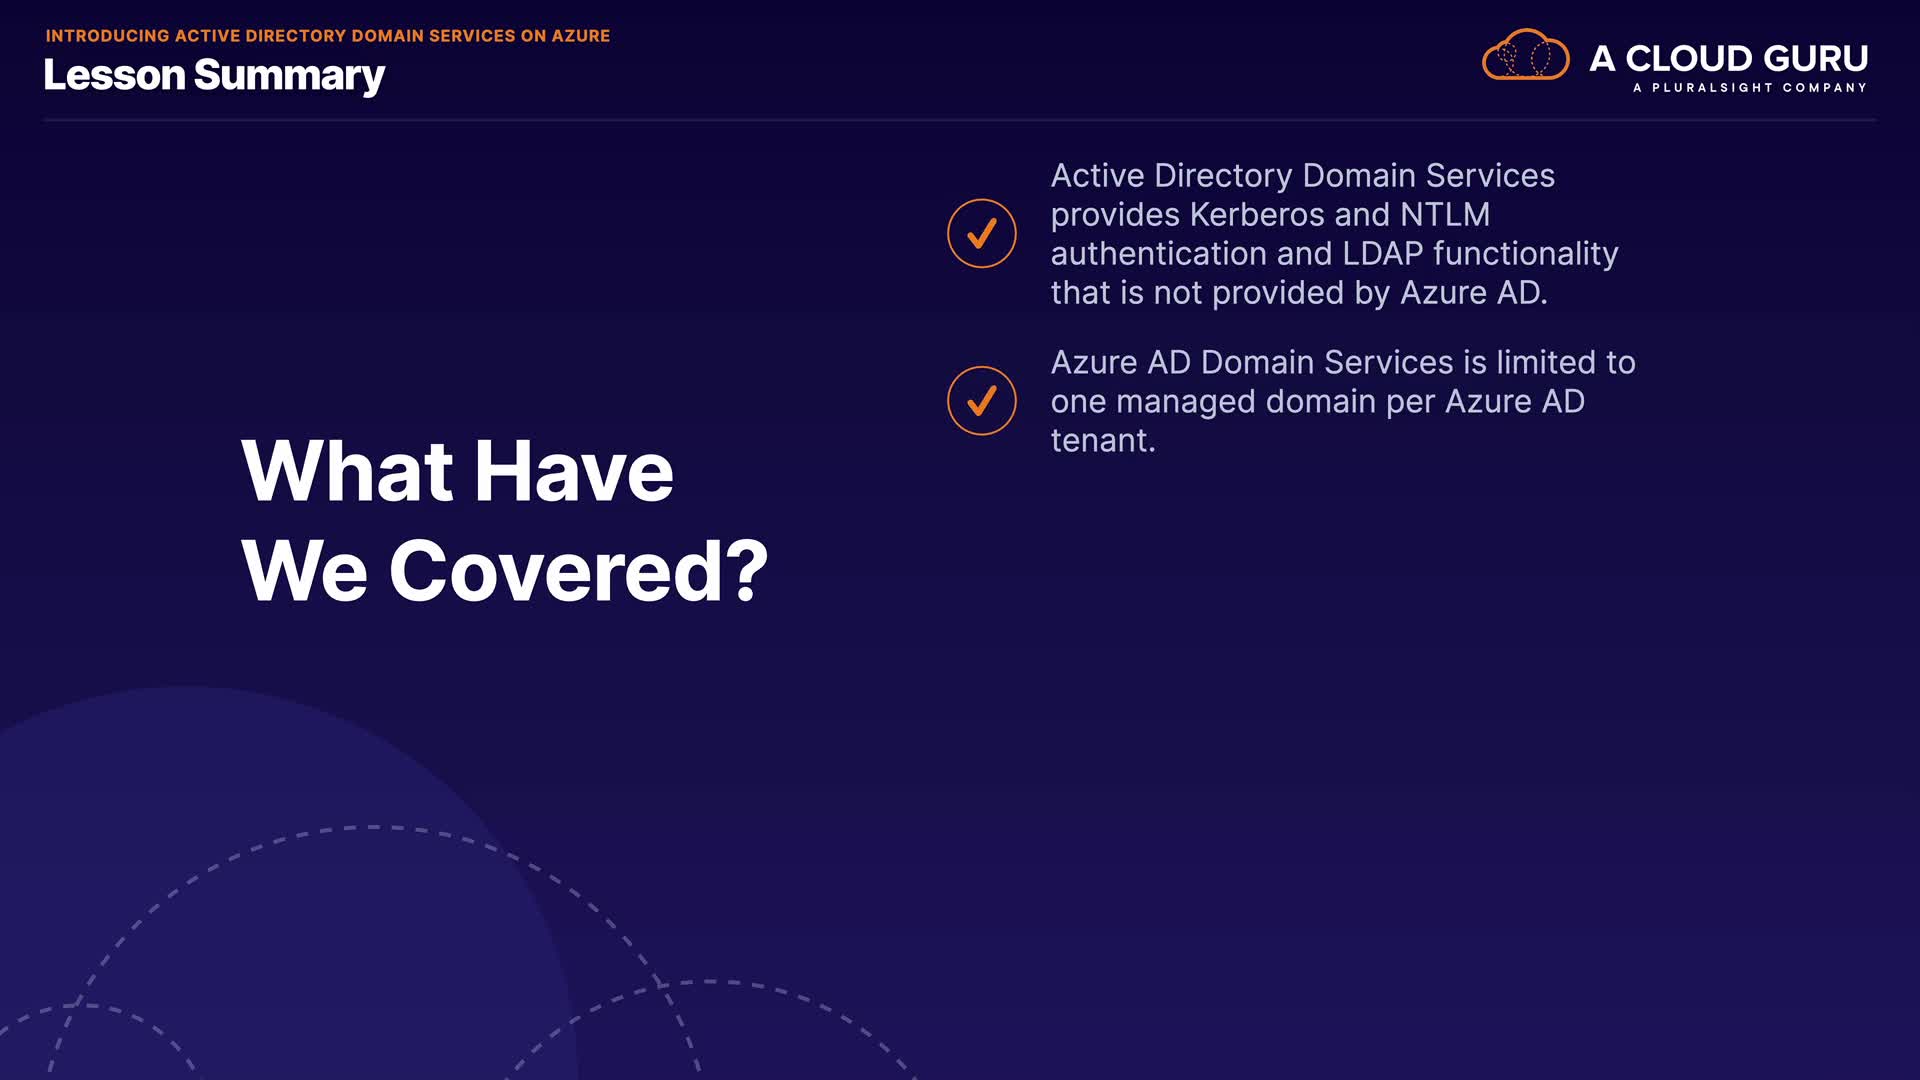 INTRODUCING ACTIVE DIRECTORY DOMAIN SERVICES ON AZURE
Lesson Summary
A CLOUD GURU
A PLURALSIGHT COMPANY
Active Directory Domain Services
provides Kerberos and NTLM
authentication and LDAP functionality
that is not provided by Azure AD.
Azure AD Domain Services is limited to
one managed domain per Azure AD
tenant.
What Have
We Covered?